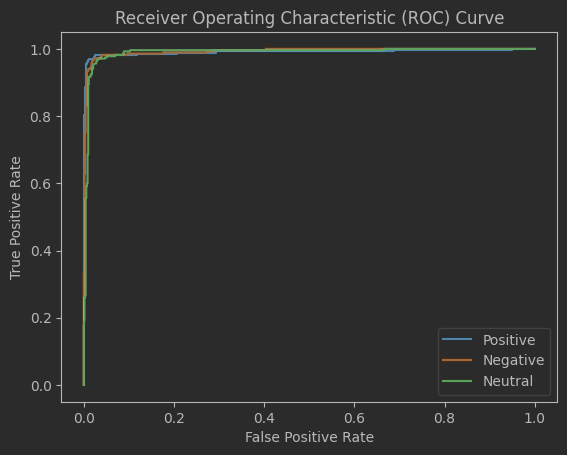 Receiver Operating Characteristic (ROC) Curve
1.0
0.8
0.6
0.4
0.2
0.0
True Positive Rate
Positive
Negative
Neutral
0.0 0.2 0.4 0.6 0.8 1.0
False Positive Rate